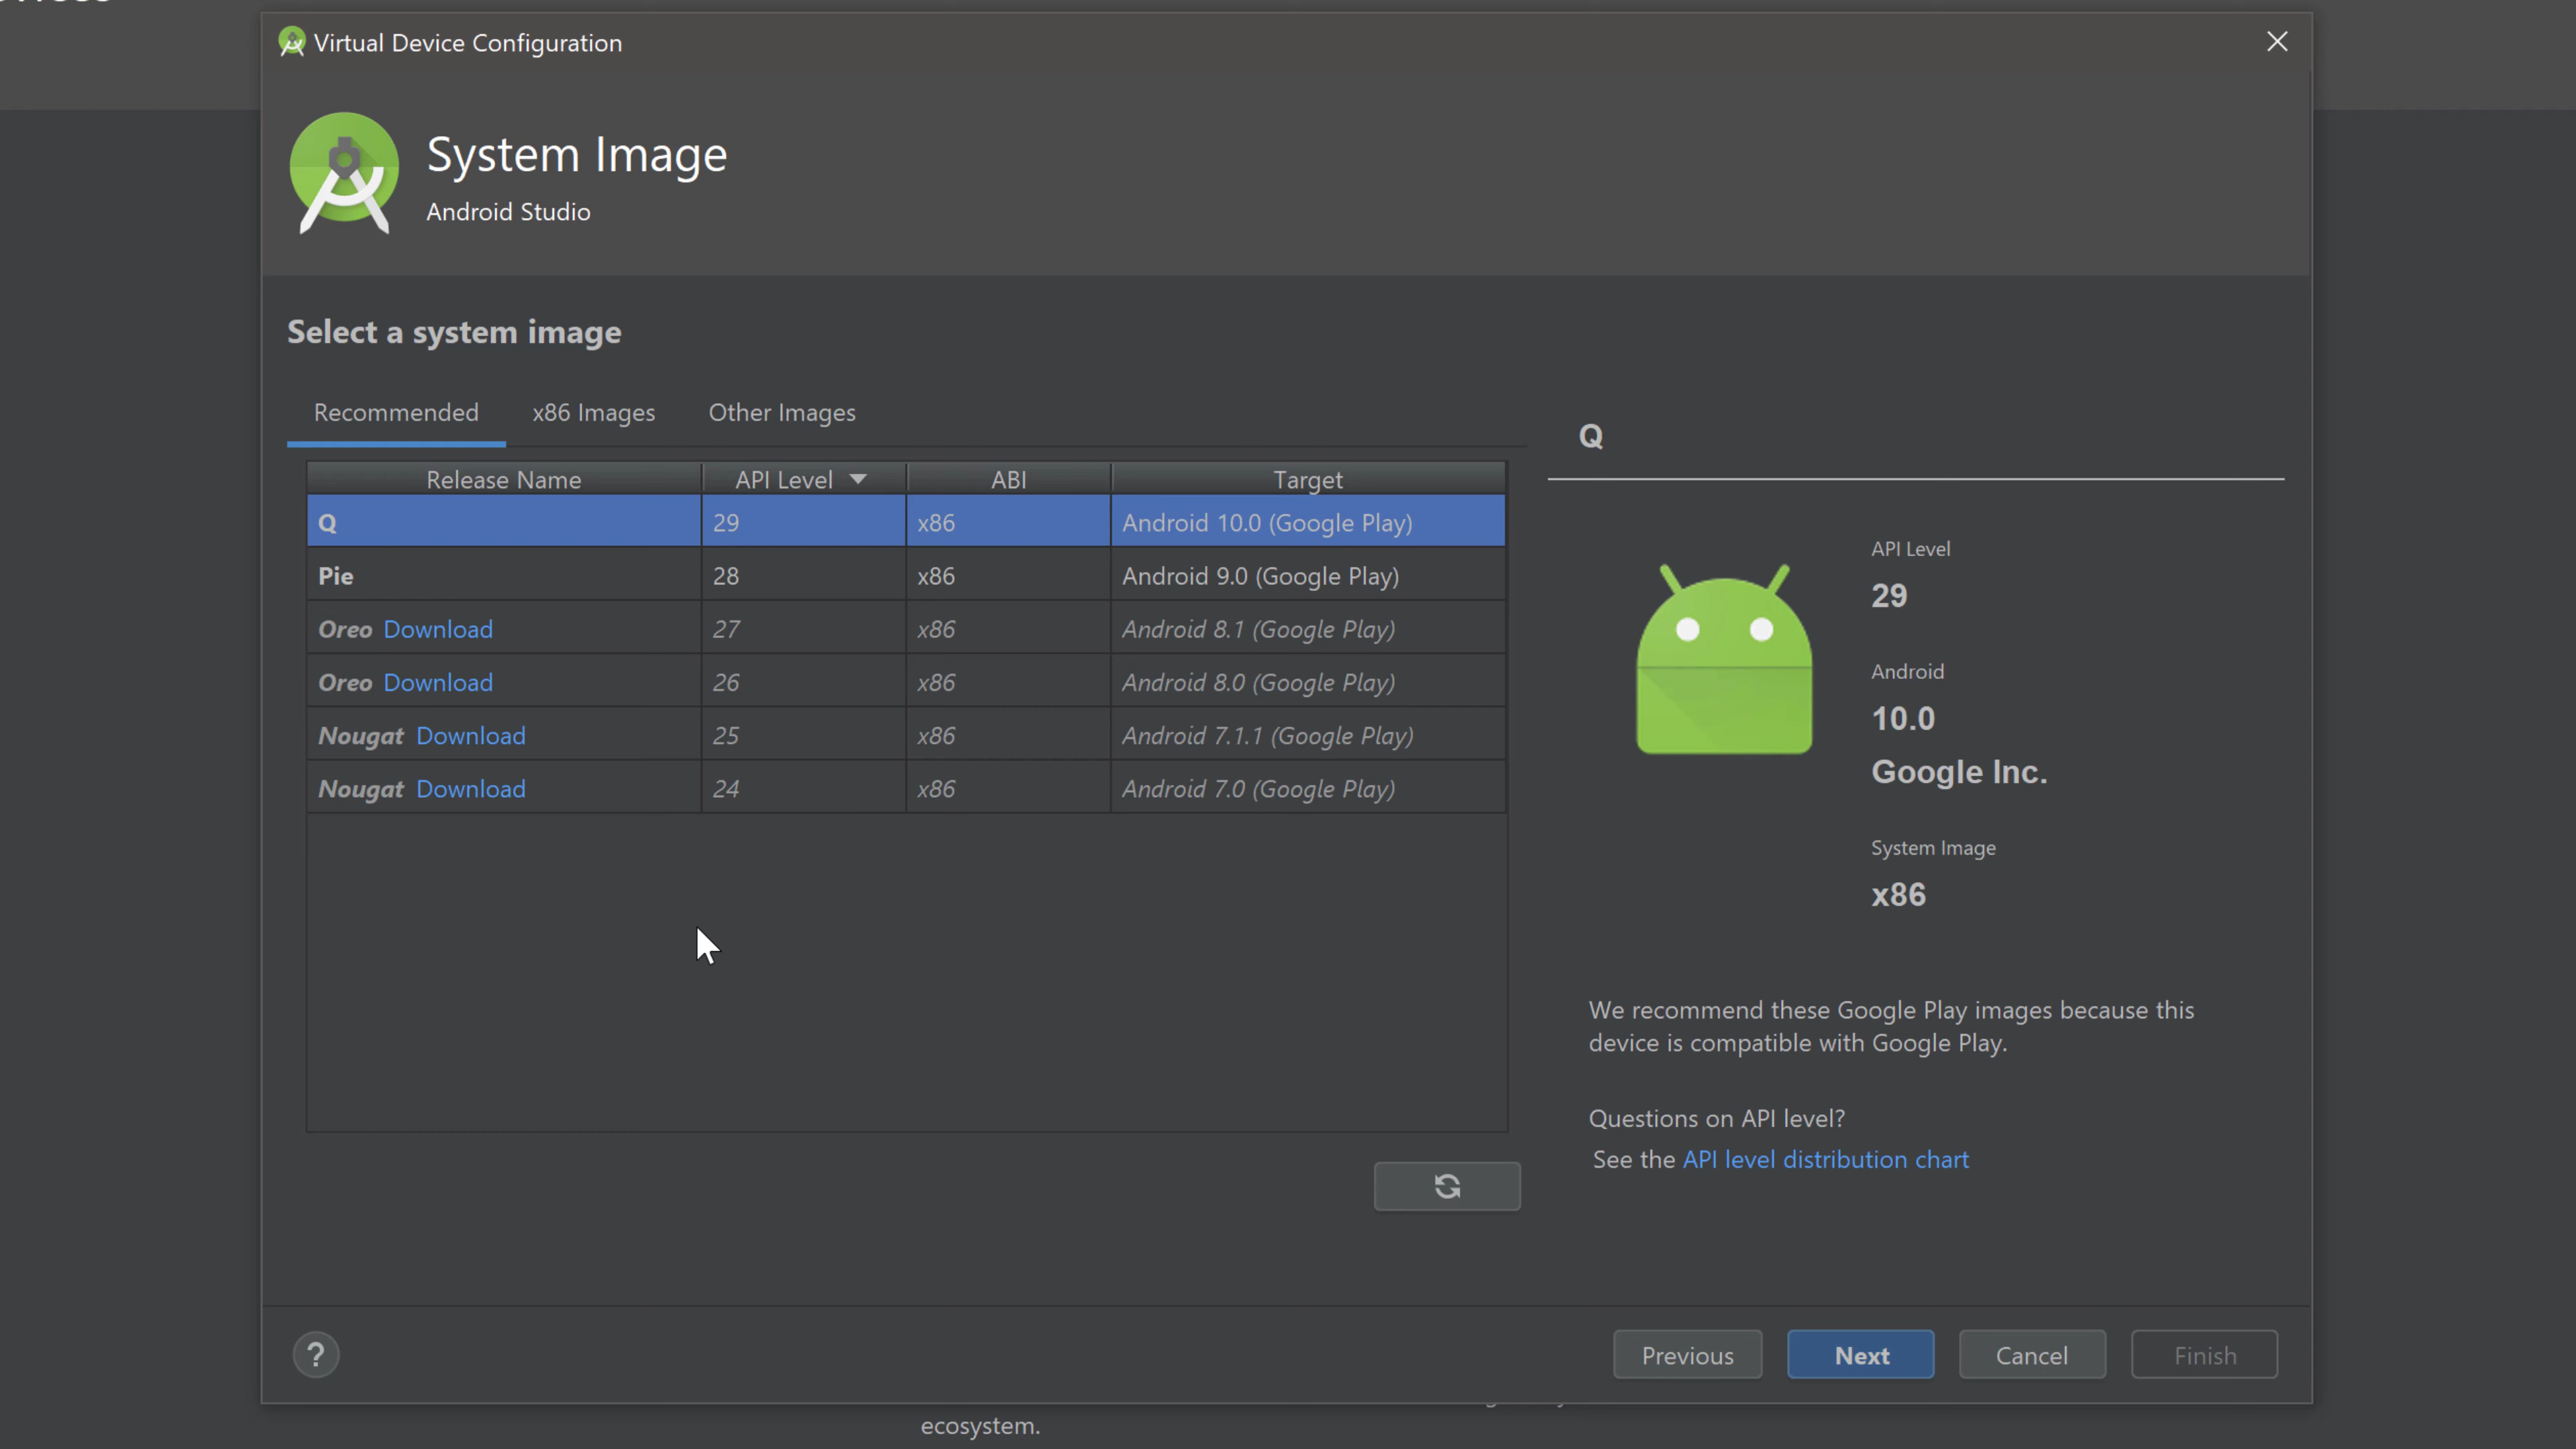 Virtual Device Configuration
System Image
Android Studio
Select a system image
Recommended x86 Images Other Images
Release Name API Level ABI Target
Q 29 x86 Android 10.0 (Google Play)
Pie 28 x86 Android 9.0 (Google Play)
Oreo Download 27 x86 Android 8.1 (Google Play)
Oreo Download 26 x86 Android 8.0 (Google Play)
Nougat Download 25 x86 Android 7.1.1 (Google Play)
Nougat Download 24 x86 Android 7.0 (Google Play)
Q
API Level
29
Android
10.0
Google Inc.
System Image
x86
We recommend these Google Play images because this
device is compatible with Google Play.
Questions on API level?
See the API level distribution chart
?
Previous Next Cancel Finish
ecosystem.